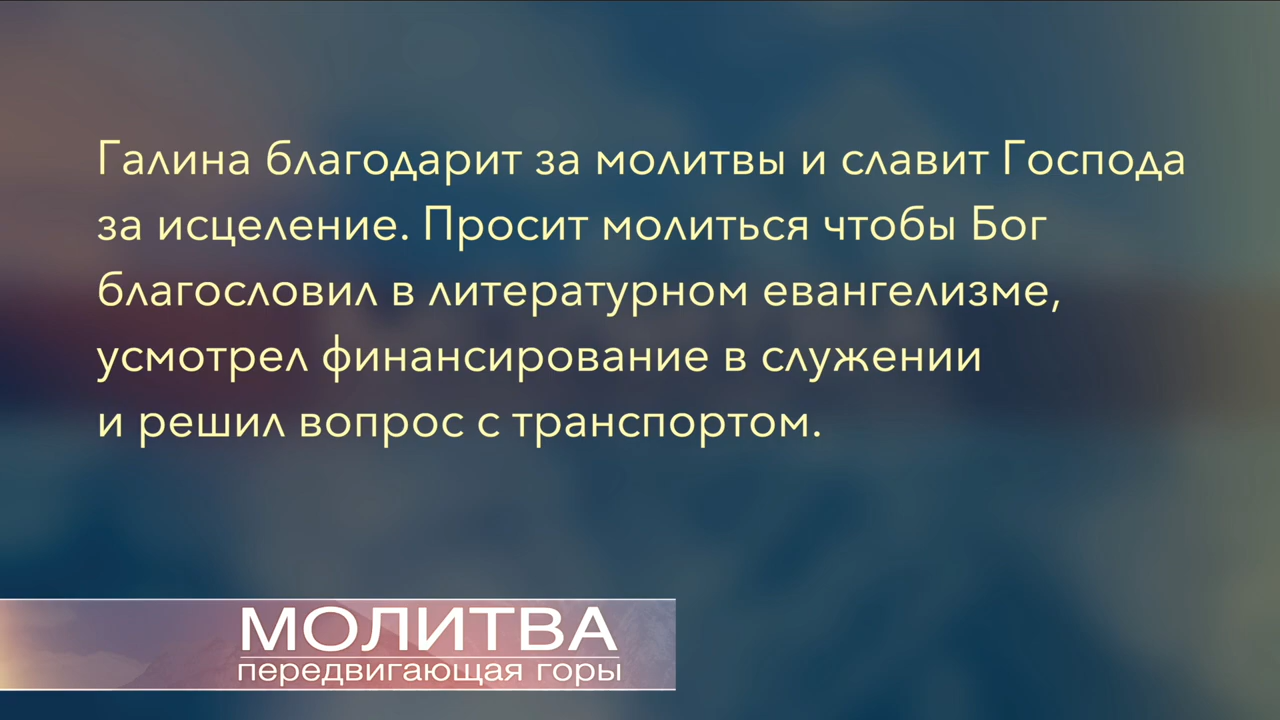 Галина благодарит за молитвы и славит Господа
за исцеление. Просит молиться чтобы Бог
благословил в литературном евангелизме,
усмотрел финансирование в служении
и решил вопрос с транспортом.
МОЛИТВА
передвигающая горы